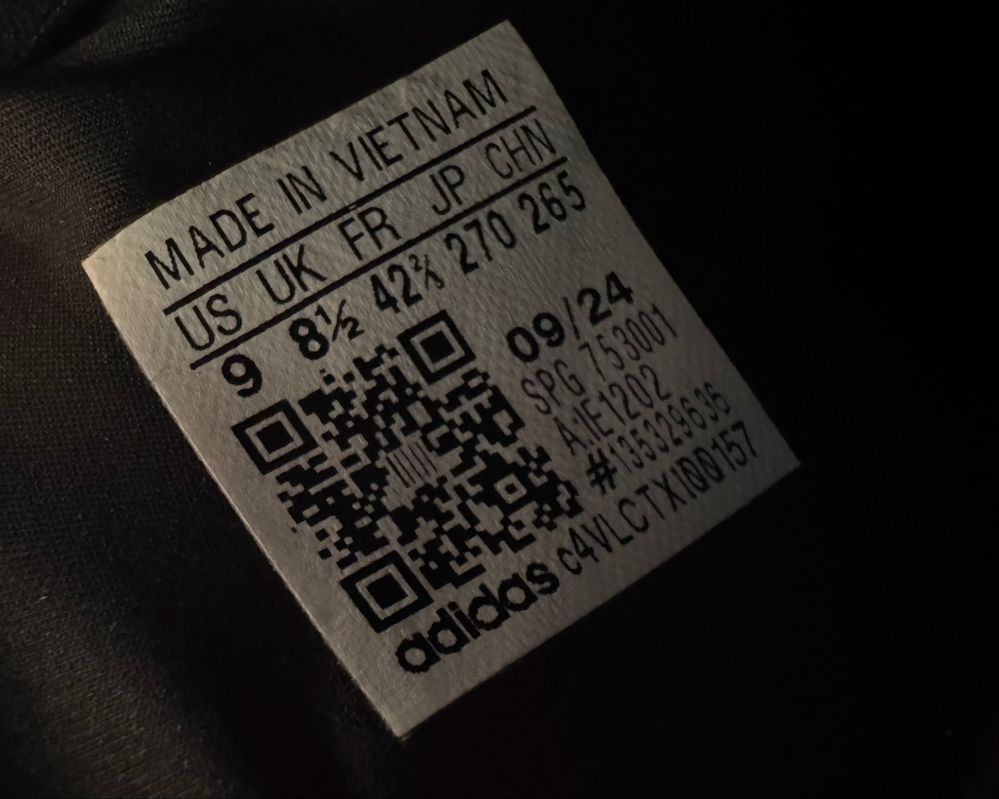 MADE IN VIETNAM
US UK FR JP CHN
9 8½ 42⅔ 270 265
09/24
SPG 753001
A.IE1202
#135329636
adidas c4VLCTXI00157